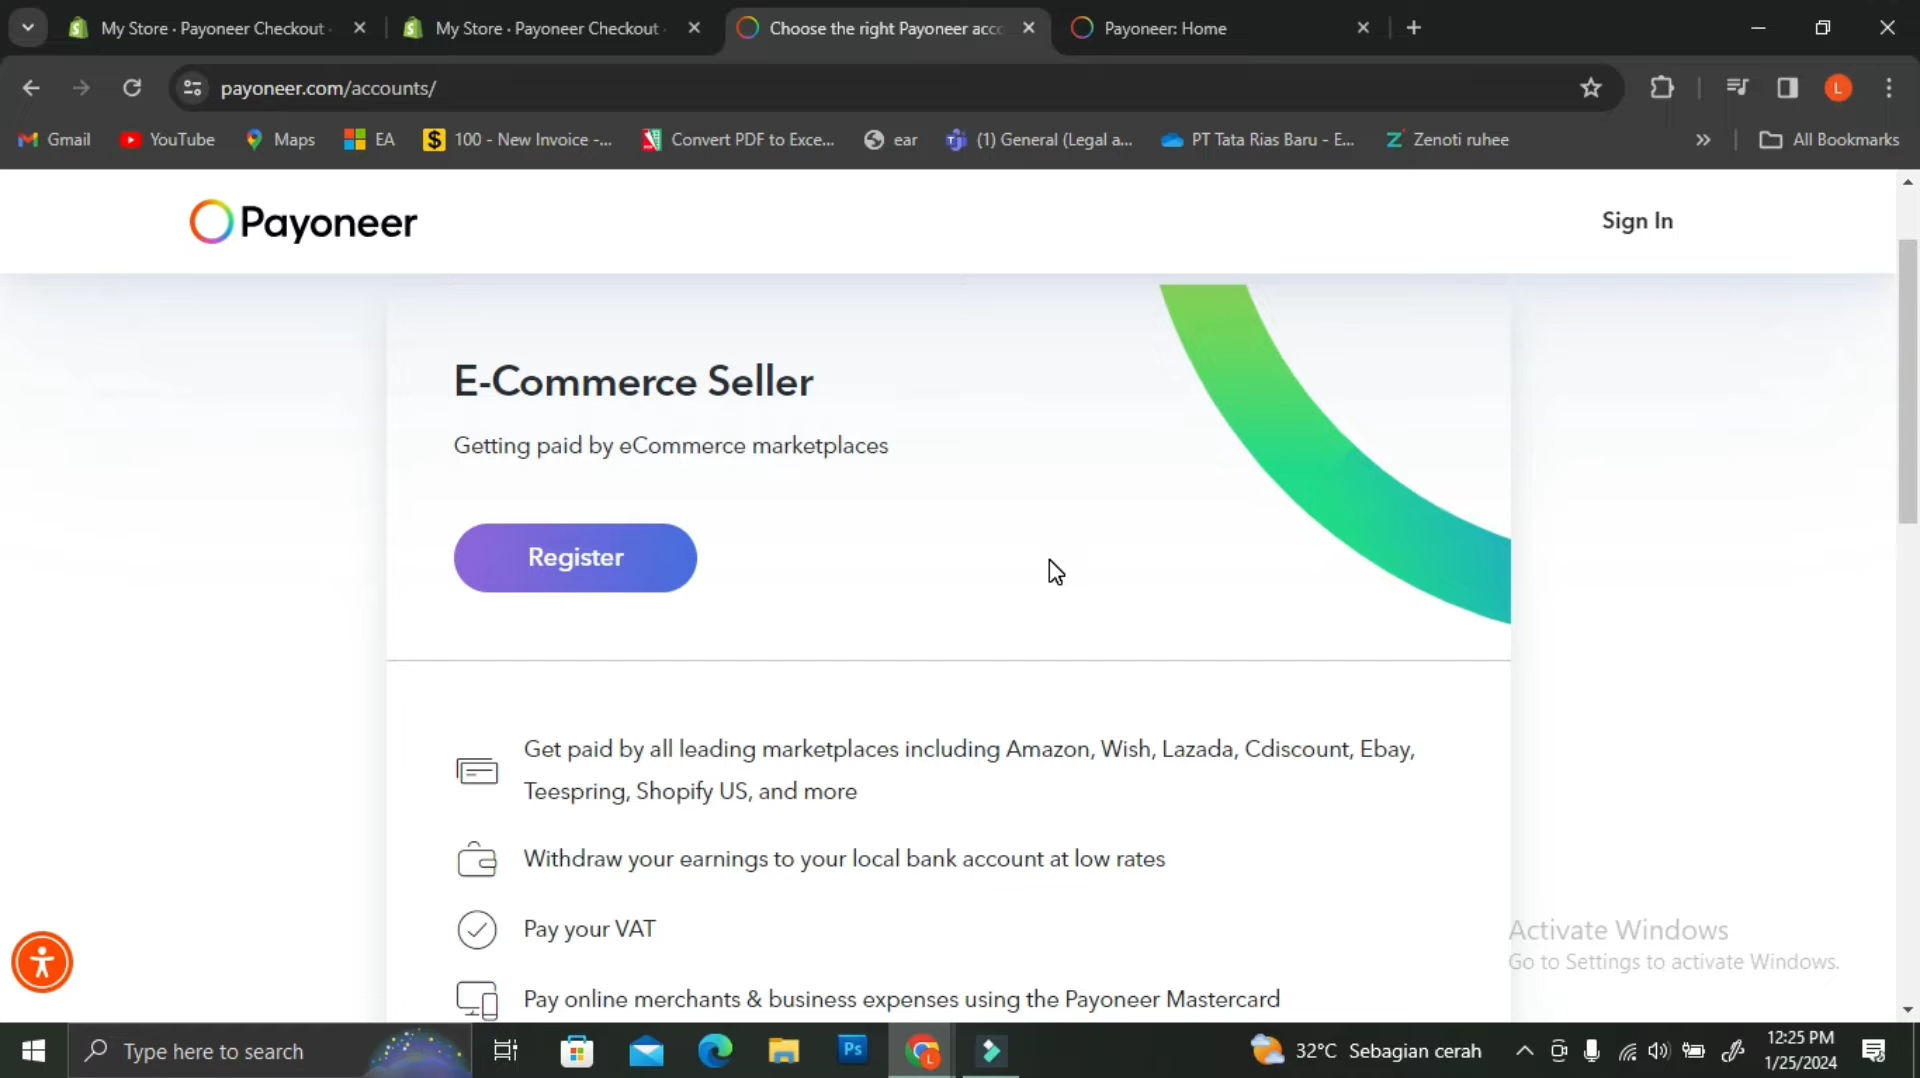 My Store · Payoneer Checkout
My Store · Payoneer Checkout
Choose the right Payoneer acc
Payoneer: Home
payoneer.com/accounts/
L
Gmail
YouTube
Maps
EA
100 - New Invoice -...
Convert PDF to Exce...
ear
(1) General (Legal a...
PT Tata Rias Baru - E...
Zenoti ruhee
All Bookmarks
Payoneer
Sign In
E-Commerce Seller
Getting paid by eCommerce marketplaces
Register
Get paid by all leading marketplaces including Amazon, Wish, Lazada, Cdiscount, Ebay,
Teespring, Shopify US, and more
Withdraw your earnings to your local bank account at low rates
Pay your VAT
Activate Windows
Go to Settings to activate Windows.
Pay online merchants & business expenses using the Payoneer Mastercard
Type here to search
Ps
L
32°C Sebagian cerah
12:25 PM
1/25/2024